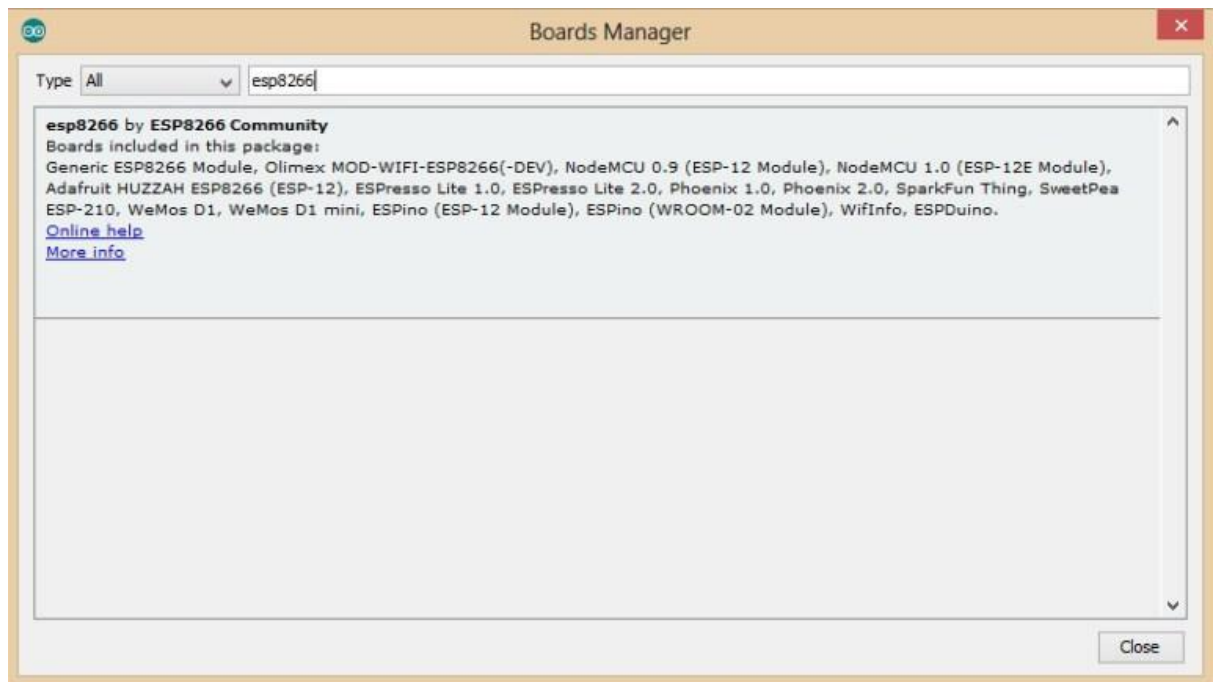 Boards Manager
Type All esp8266
esp8266 by ESP8266 Community
Boards included in this package:
Generic ESP8266 Module, Olimex MOD-WIFI-ESP8266(-DEV), NodeMCU 0.9 (ESP-12 Module), NodeMCU 1.0 (ESP-12E Module),
Adafruit HUZZAH ESP8266 (ESP-12), ESPresso Lite 1.0, ESPresso Lite 2.0, Phoenix 1.0, Phoenix 2.0, SparkFun Thing, SweetPea
ESP-210, WeMos D1, WeMos D1 mini, ESPino (ESP-12 Module), ESPino (WROOM-02 Module), WifInfo, ESPDuino.
Online help
More info
Close